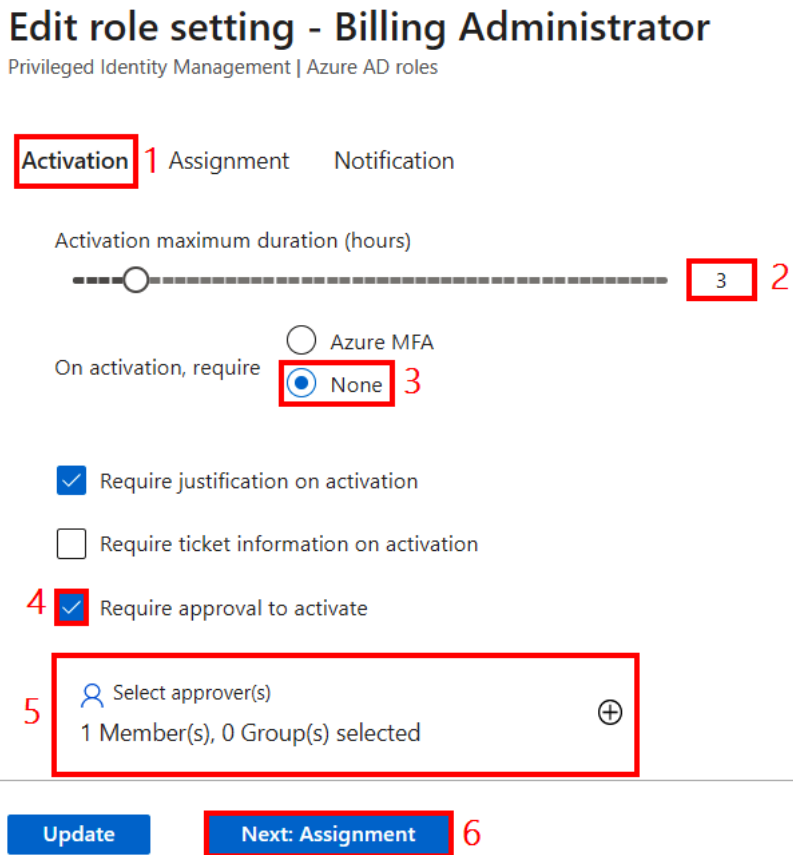 Edit role setting - Billing Administrator
Privileged Identity Management | Azure AD roles
Activation 1 Assignment Notification
Activation maximum duration (hours)
3 2
Azure MFA
On activation, require
None 3
Require justification on activation
Require ticket information on activation
4 Require approval to activate
Select approver(s)
5
1 Member(s), 0 Group(s) selected
Update Next: Assignment 6